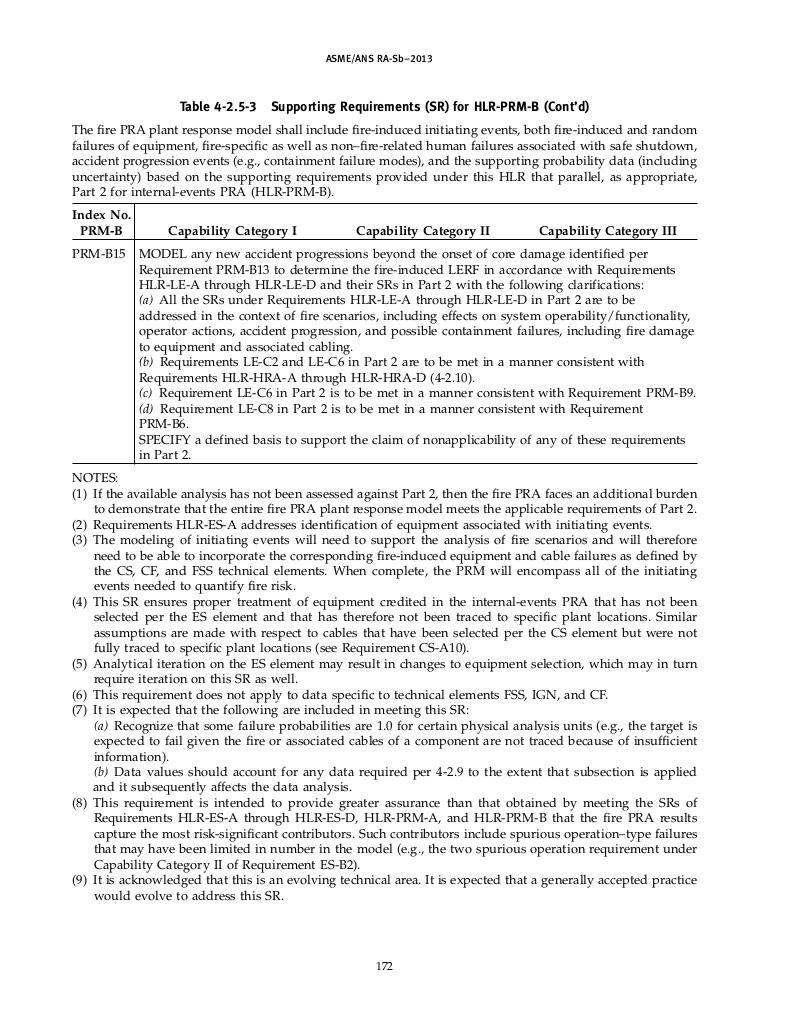 ASME/ANS RA-Sb–2013
Table 4-2.5-3 Supporting Requirements (SR) for HLR-PRM-B (Cont'd)
The fire PRA plant response model shall include fire-induced initiating events, both fire-induced and random
failures of equipment, fire-specific as well as non–fire-related human failures associated with safe shutdown,
accident progression events (e.g., containment failure modes), and the supporting probability data (including
uncertainty) based on the supporting requirements provided under this HLR that parallel, as appropriate,
Part 2 for internal-events PRA (HLR-PRM-B).
Index No.
PRM-B Capability Category I Capability Category II Capability Category III
PRM-B15 MODEL any new accident progressions beyond the onset of core damage identified per
Requirement PRM-B13 to determine the fire-induced LERF in accordance with Requirements
HLR-LE-A through HLR-LE-D and their SRs in Part 2 with the following clarifications:
(a) All the SRs under Requirements HLR-LE-A through HLR-LE-D in Part 2 are to be
addressed in the context of fire scenarios, including effects on system operability/functionality,
operator actions, accident progression, and possible containment failures, including fire damage
to equipment and associated cabling.
(b) Requirements LE-C2 and LE-C6 in Part 2 are to be met in a manner consistent with
Requirements HLR-HRA-A through HLR-HRA-D (4-2.10).
(c) Requirement LE-C6 in Part 2 is to be met in a manner consistent with Requirement PRM-B9.
(d) Requirement LE-C8 in Part 2 is to be met in a manner consistent with Requirement
PRM-B6.
SPECIFY a defined basis to support the claim of nonapplicability of any of these requirements
in Part 2.
NOTES:
(1) If the available analysis has not been assessed against Part 2, then the fire PRA faces an additional burden
to demonstrate that the entire fire PRA plant response model meets the applicable requirements of Part 2.
(2) Requirements HLR-ES-A addresses identification of equipment associated with initiating events.
(3) The modeling of initiating events will need to support the analysis of fire scenarios and will therefore
need to be able to incorporate the corresponding fire-induced equipment and cable failures as defined by
the CS, CF, and FSS technical elements. When complete, the PRM will encompass all of the initiating
events needed to quantify fire risk.
(4) This SR ensures proper treatment of equipment credited in the internal-events PRA that has not been
selected per the ES element and that has therefore not been traced to specific plant locations. Similar
assumptions are made with respect to cables that have been selected per the CS element but were not
fully traced to specific plant locations (see Requirement CS-A10).
(5) Analytical iteration on the ES element may result in changes to equipment selection, which may in turn
require iteration on this SR as well.
(6) This requirement does not apply to data specific to technical elements FSS, IGN, and CF.
(7) It is expected that the following are included in meeting this SR:
(a) Recognize that some failure probabilities are 1.0 for certain physical analysis units (e.g., the target is
expected to fail given the fire or associated cables of a component are not traced because of insufficient
information).
(b) Data values should account for any data required per 4-2.9 to the extent that subsection is applied
and it subsequently affects the data analysis.
(8) This requirement is intended to provide greater assurance than that obtained by meeting the SRs of
Requirements HLR-ES-A through HLR-ES-D, HLR-PRM-A, and HLR-PRM-B that the fire PRA results
capture the most risk-significant contributors. Such contributors include spurious operation–type failures
that may have been limited in number in the model (e.g., the two spurious operation requirement under
Capability Category II of Requirement ES-B2).
(9) It is acknowledged that this is an evolving technical area. It is expected that a generally accepted practice
would evolve to address this SR.
172